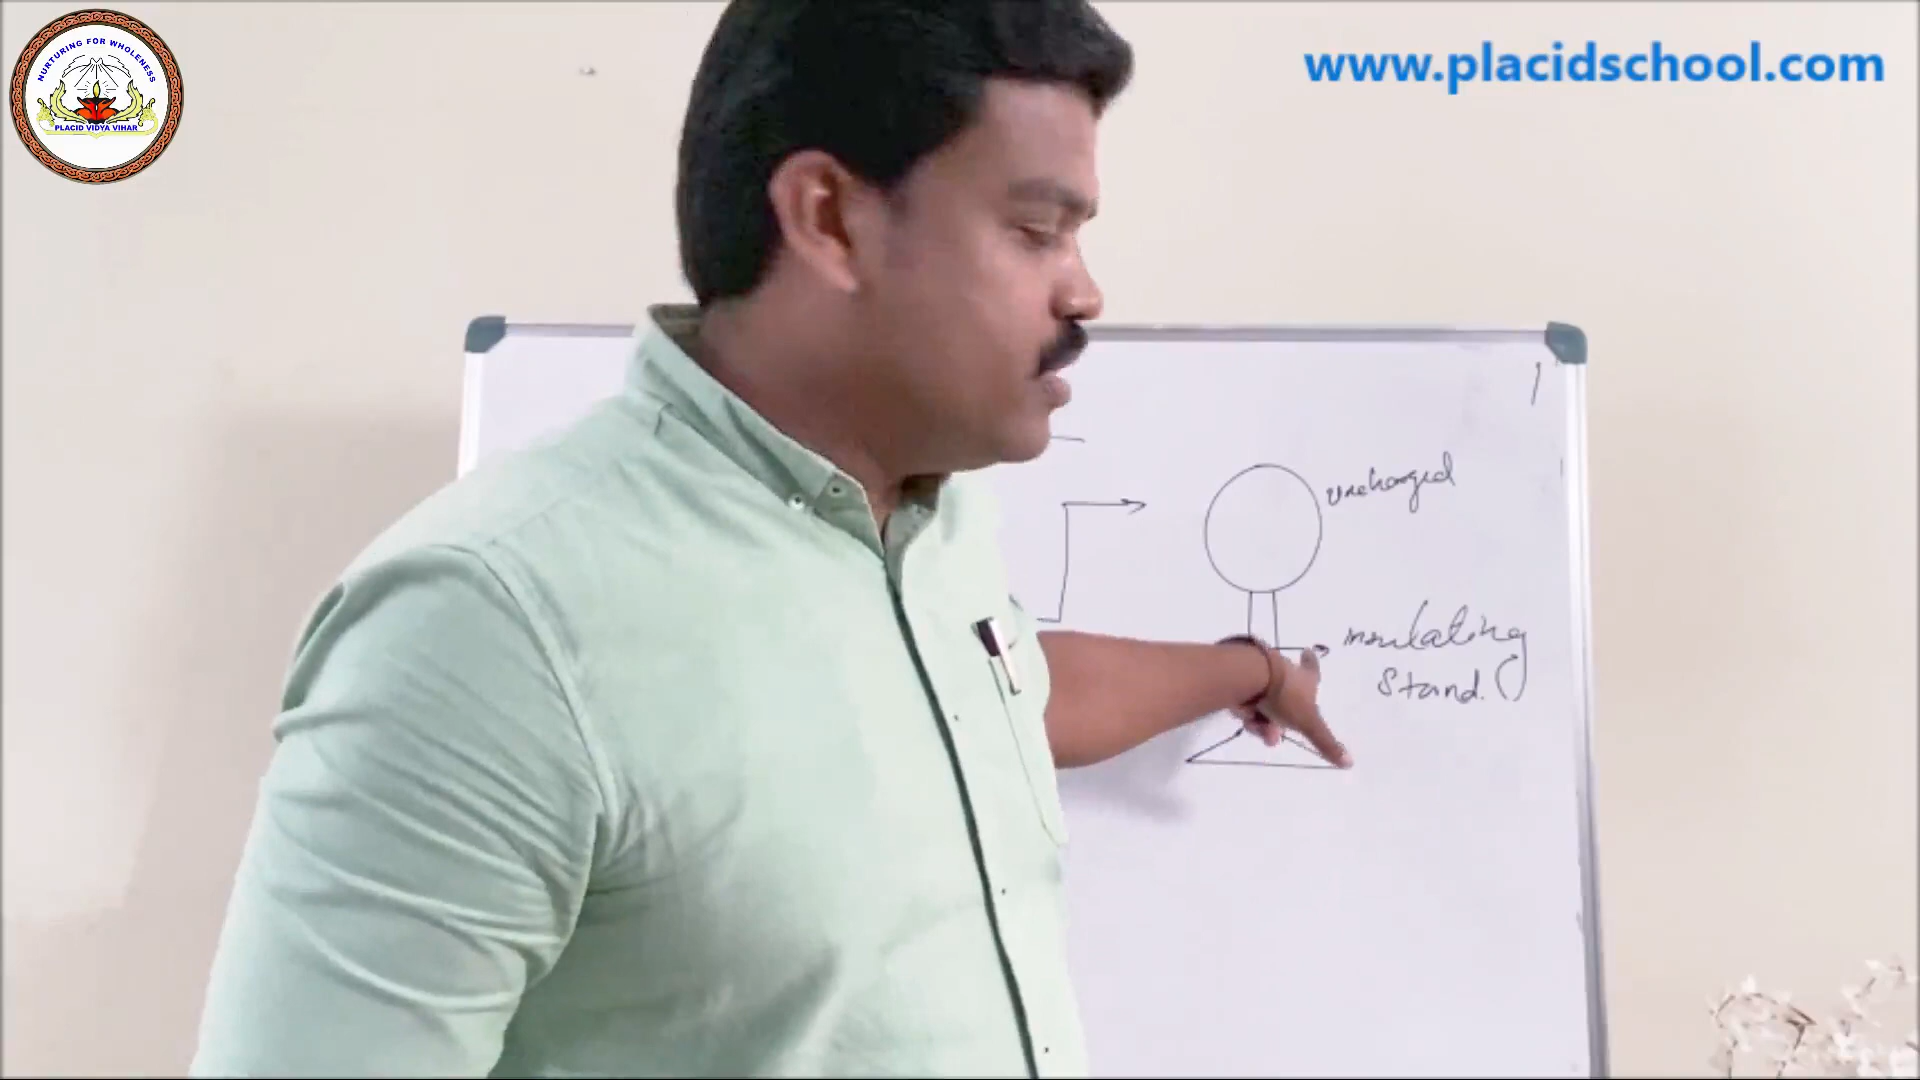 NURTURING FOR WHOLENESS
PLACID VIDYA VIHAR
www.placidschool.com
uncharged
insulating
stand.